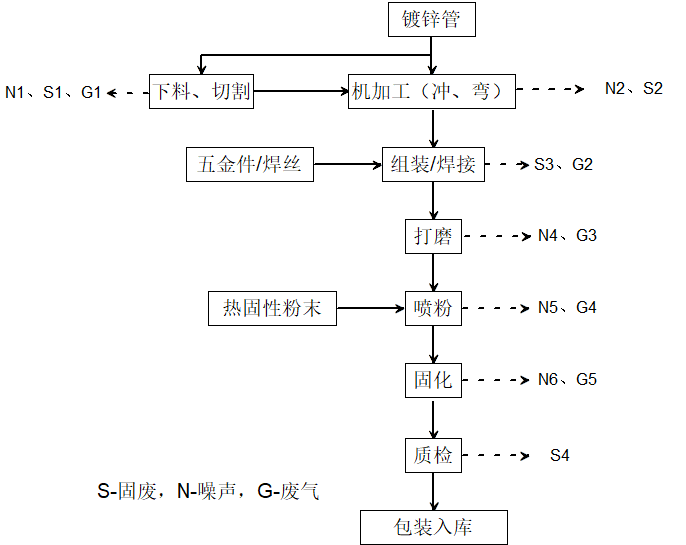 镀锌管
N1、S1、G1
下料、切割
机加工（冲、弯）
N2、S2
五金件/焊丝
组装/焊接
S3、G2
打磨
N4、G3
热固性粉末
喷粉
N5、G4
固化
N6、G5
质检
S4
S-固废，N-噪声，G-废气
包装入库